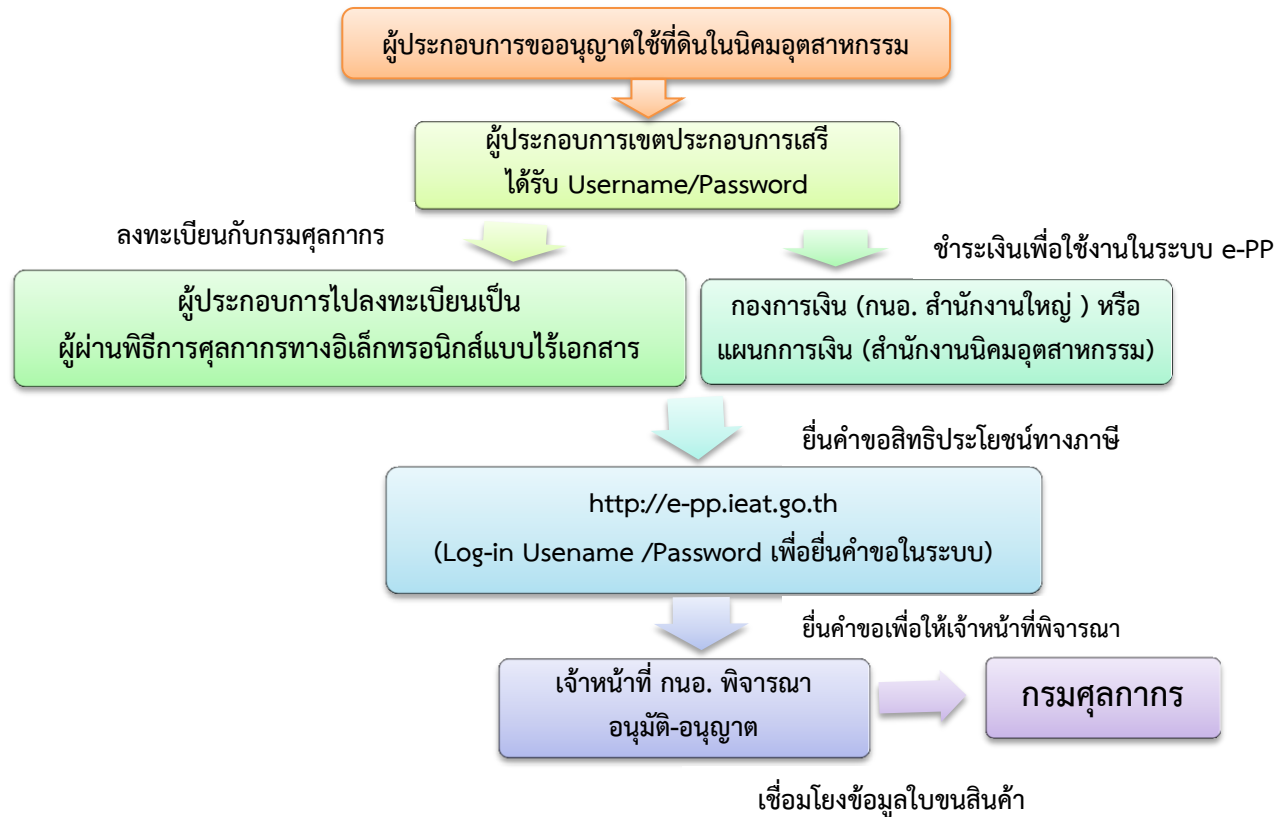 ผู้ประกอบการขออนุญาตใช้ที่ดินในนิคมอุตสาหกรรม
ผู้ประกอบการเขตประกอบการเสรี
ได้รับ Username/Password
ลงทะเบียนกับกรมศุลกากร
ชำระเงินเพื่อใช้งานในระบบ e-PP
ผู้ประกอบการไปลงทะเบียนเป็น
ผู้ผ่านพิธีการศุลกากรทางอิเล็กทรอนิกส์แบบไร้เอกสาร
กองการเงิน (กนอ. สำนักงานใหญ่ ) หรือ
แผนกการเงิน (สำนักงานนิคมอุตสาหกรรม)
ยื่นคำขอสิทธิประโยชน์ทางภาษี
http://e-pp.ieat.go.th
(Log-in Usename /Password เพื่อยื่นคำขอในระบบ)
ยื่นคำขอเพื่อให้เจ้าหน้าที่พิจารณา
เจ้าหน้าที่ กนอ. พิจารณา
อนุมัติ-อนุญาต
กรมศุลกากร
เชื่อมโยงข้อมูลใบขนสินค้า